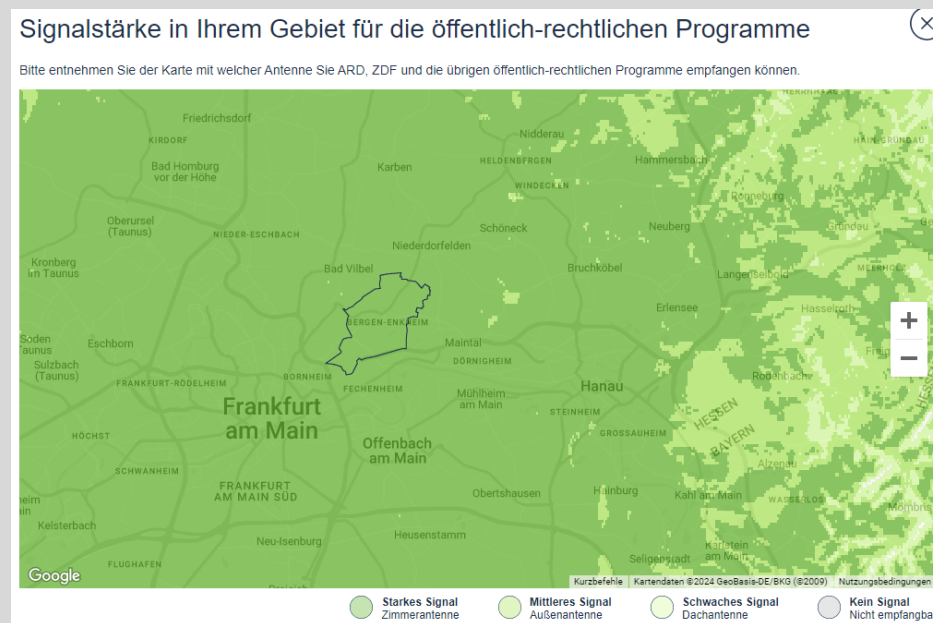 Signalstärke in Ihrem Gebiet für die öffentlich-rechtlichen Programme
Bitte entnehmen Sie der Karte mit welcher Antenne Sie ARD, ZDF und die übrigen öffentlich-rechtlichen Programme empfangen können.
Friedrichsdorf
KIRDORF
Nidderau
HELDENBERGEN
Hammersbach
Bad Homburg
vor der Höhe
Karben
WINDECKEN
Ronneburg
Oberursel
(Taunus)
NIEDER-ESCHBACH
Schöneck
Neuberg
Gründau
Niederdorfelden
Kronberg
im Taunus
Bad Vilbel
Bruchköbel
Langenselbold
MEERHOLZ
Erlensee
Hasselroth
BERGEN-ENKHEIM
Eschborn
Maintal
DÖRNIGHEIM
Sulzbach
(Taunus)
FRANKFURT-RÖDELHEIM
BORNHEIM
FECHENHEIM
Rodenbach
Mühlheim
am Main
Hanau
Frankfurt
am Main
STEINHEIM
HESSEN
BAYERN
GROSSAUHEIM
HÖCHST
Offenbach
am Main
SCHWANHEIM
Alzenau
FRANKFURT
AM MAIN SÜD
Obertshausen
Hainburg
Kahl am Main
Kelsterbach
Neu-Isenburg
Heusenstamm
Karlstein
am Main
Seligenstadt
FLUGHAFEN
Google
Kurzbefehle
Kartendaten ©2024 GeoBasis-DE/BKG (©2009)
Nutzungsbedingungen
Starkes Signal
Zimmerantenne
Mittleres Signal
Außenantenne
Schwaches Signal
Dachantenne
Kein Signal
Nicht empfangba